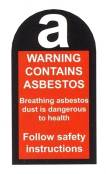 a
WARNING
CONTAINS
ASBESTOS
Breathing asbestos
dust is dangerous
to health
Follow safety
instructions